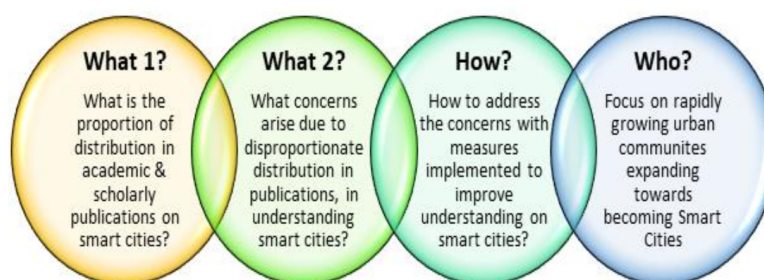 What 1?
What is the
proportion of
distribution in
academic &
scholarly
publications on
smart cities?
What 2?
What concerns
arise due to
disproportionate
distribution in
publications, in
understanding
smart cities?
How?
How to address
the concerns with
measures
implemented to
improve
understanding on
smart cities?
Who?
Focus on rapidly
growing urban
communites
expanding
towards
becoming Smart
Cities